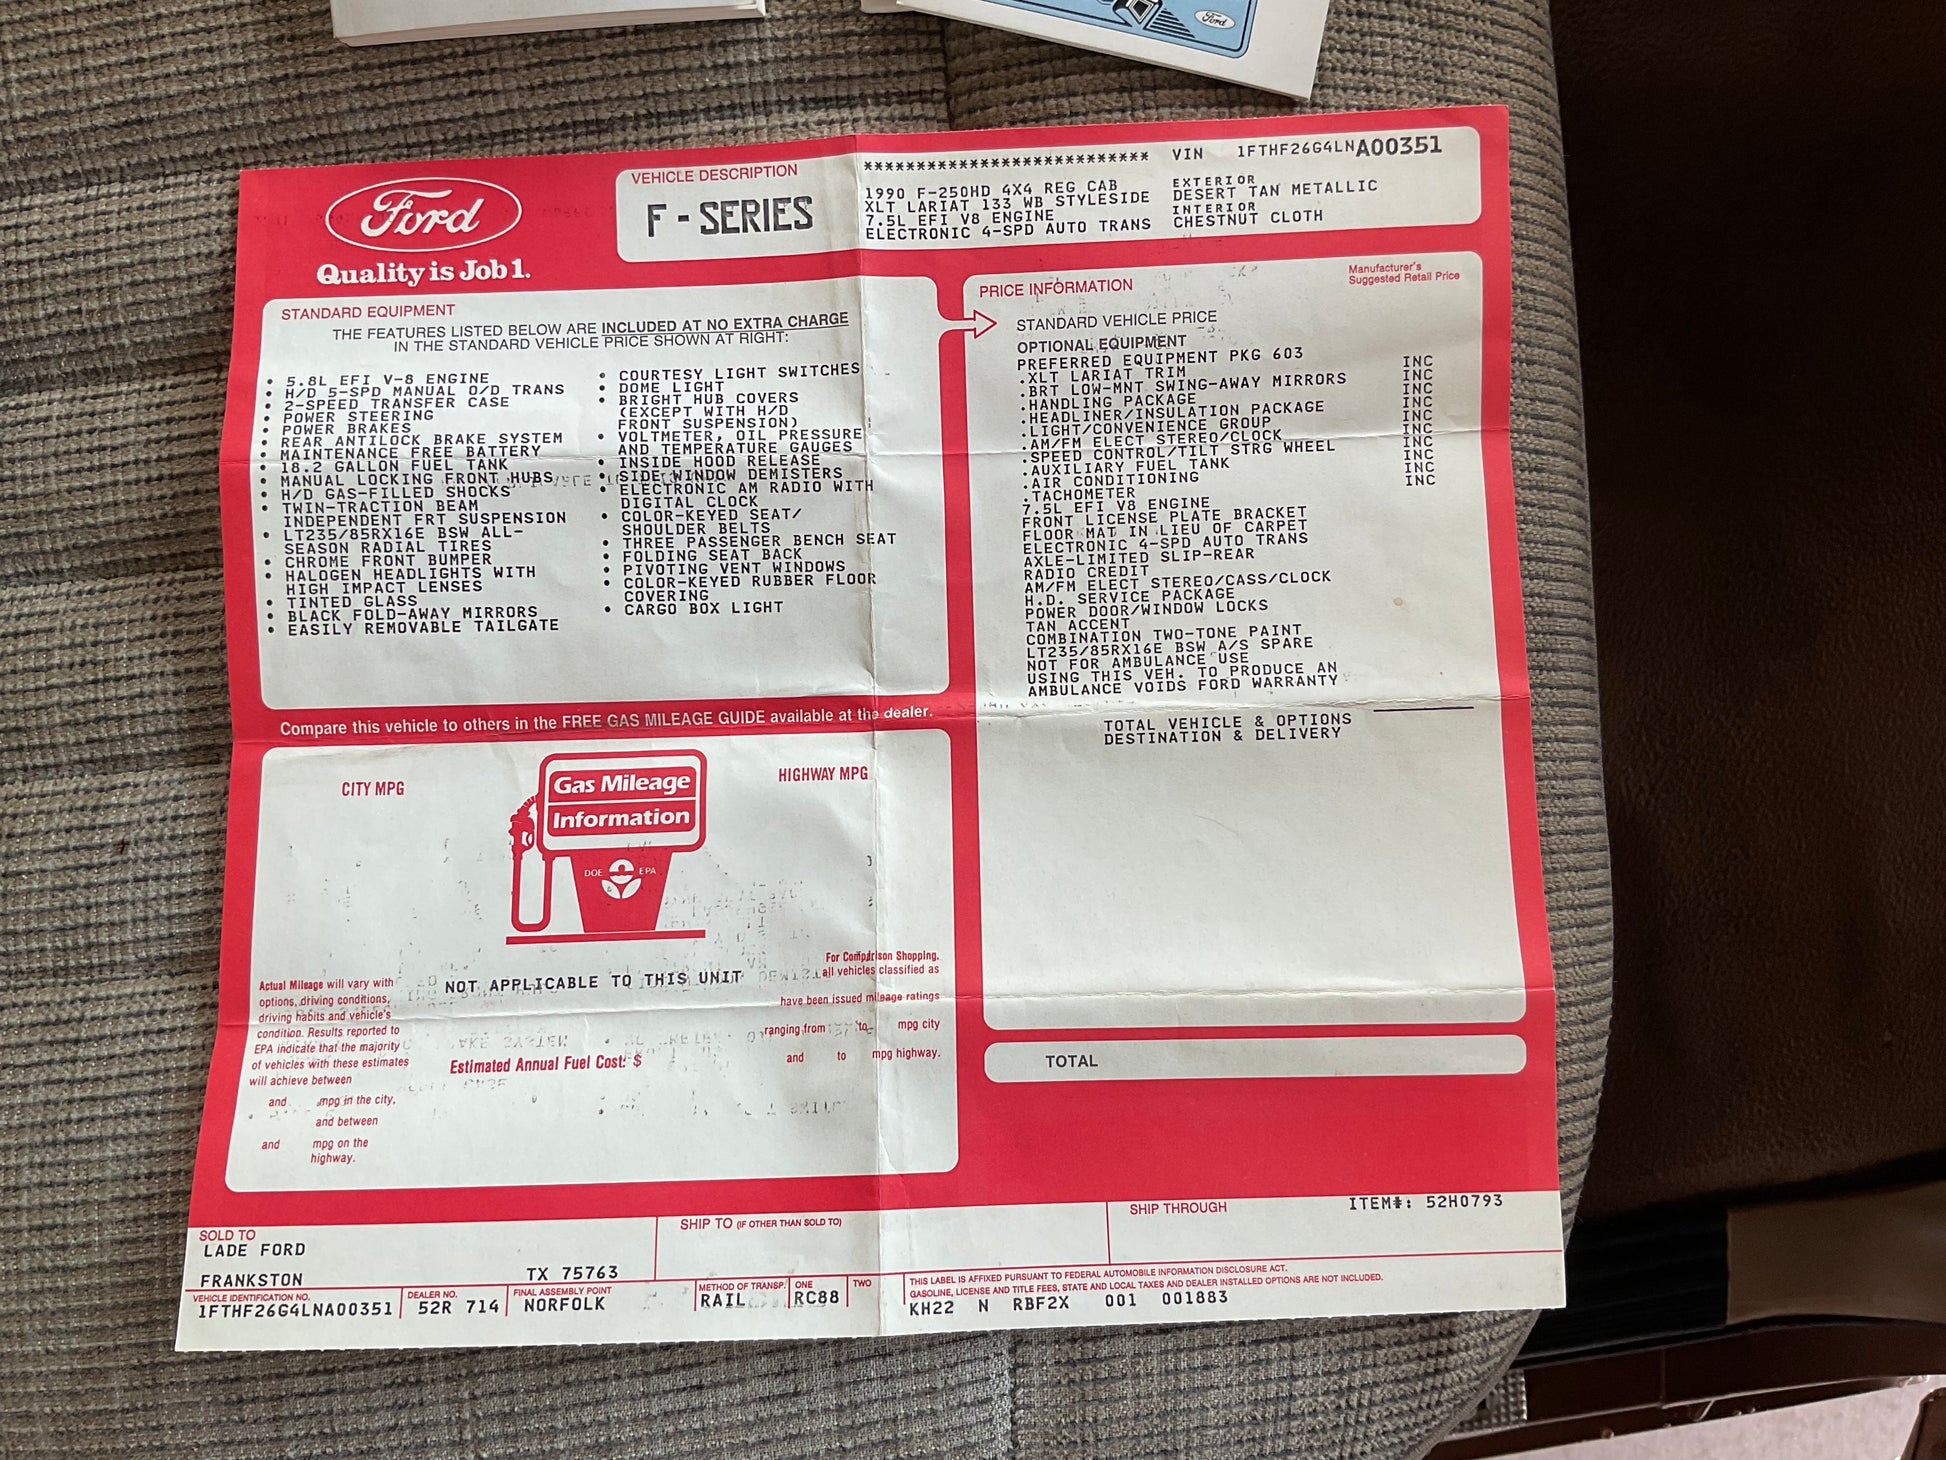 Ford
Ford
Quality is Job 1.
VEHICLE DESCRIPTION
F - SERIES
***************************
1990 F-250HD 4X4 REG CAB
XLT LARIAT 133 WB STYLESIDE
7.5L EFI V8 ENGINE
ELECTRONIC 4-SPD AUTO TRANS
VIN 1FTHF26G4LNA00351
EXTERIOR
DESERT TAN METALLIC
INTERIOR
CHESTNUT CLOTH
STANDARD EQUIPMENT
THE FEATURES LISTED BELOW ARE INCLUDED AT NO EXTRA CHARGE
IN THE STANDARD VEHICLE PRICE SHOWN AT RIGHT:
• 5.8L EFI V-8 ENGINE
• H/D 5-SPD MANUAL O/D TRANS
• 2-SPEED TRANSFER CASE
• POWER STEERING
• POWER BRAKES
• REAR ANTILOCK BRAKE SYSTEM
• MAINTENANCE FREE BATTERY
• 18.2 GALLON FUEL TANK
• MANUAL LOCKING FRONT HUBS
• H/D GAS-FILLED SHOCKS
• TWIN-TRACTION BEAM
INDEPENDENT FRT SUSPENSION
• LT235/85RX16E BSW ALL-
SEASON RADIAL TIRES
• CHROME FRONT BUMPER
• HALOGEN HEADLIGHTS WITH
HIGH IMPACT LENSES
• TINTED GLASS
• BLACK FOLD-AWAY MIRRORS
• EASILY REMOVABLE TAILGATE
• COURTESY LIGHT SWITCHES
• DOME LIGHT
• BRIGHT HUB COVERS
(EXCEPT WITH H/D
FRONT SUSPENSION)
• VOLTMETER, OIL PRESSURE
AND TEMPERATURE GAUGES
• INSIDE HOOD RELEASE
• SIDE WINDOW DEMISTERS
• ELECTRONIC AM RADIO WITH
DIGITAL CLOCK
• COLOR-KEYED SEAT/
SHOULDER BELTS
• THREE PASSENGER BENCH SEAT
• FOLDING SEAT BACK
• PIVOTING VENT WINDOWS
• COLOR-KEYED RUBBER FLOOR
COVERING
• CARGO BOX LIGHT
PRICE INFORMATION
Manufacturer's
Suggested Retail Price
STANDARD VEHICLE PRICE
OPTIONAL EQUIPMENT
PREFERRED EQUIPMENT PKG 603
.XLT LARIAT TRIM INC
.BRT LOW-MNT SWING-AWAY MIRRORS INC
.HANDLING PACKAGE INC
.HEADLINER/INSULATION PACKAGE INC
.LIGHT/CONVENIENCE GROUP INC
.AM/FM ELECT STEREO/CLOCK INC
.SPEED CONTROL/TILT STRG WHEEL INC
.AUXILIARY FUEL TANK INC
.AIR CONDITIONING INC
.TACHOMETER INC
7.5L EFI V8 ENGINE
FRONT LICENSE PLATE BRACKET
FLOOR MAT IN LIEU OF CARPET
ELECTRONIC 4-SPD AUTO TRANS
AXLE-LIMITED SLIP-REAR
RADIO CREDIT
AM/FM ELECT STEREO/CASS/CLOCK
H.D. SERVICE PACKAGE
POWER DOOR/WINDOW LOCKS
TAN ACCENT
COMBINATION TWO-TONE PAINT
LT235/85RX16E BSW A/S SPARE
NOT FOR AMBULANCE USE
USING THIS VEH. TO PRODUCE AN
AMBULANCE VOIDS FORD WARRANTY
TOTAL VEHICLE & OPTIONS
DESTINATION & DELIVERY
TOTAL
Compare this vehicle to others in the FREE GAS MILEAGE GUIDE available at the dealer.
CITY MPG
HIGHWAY MPG
Gas Mileage
Information
DOE EPA
NOT APPLICABLE TO THIS UNIT
Actual Mileage will vary with
options, driving conditions,
driving habits and vehicle's
condition. Results reported to
EPA indicate that the majority
of vehicles with these estimates
will achieve between
and mpg in the city,
and between
and mpg on the
highway.
Estimated Annual Fuel Cost: $
For Comparison Shopping,
all vehicles classified as
have been issued mileage ratings
ranging from to mpg city
and to mpg highway.
SOLD TO
LADE FORD
FRANKSTON TX 75763
SHIP TO (IF OTHER THAN SOLD TO)
SHIP THROUGH
ITEM#: 52H0793
VEHICLE IDENTIFICATION NO.
1FTHF26G4LNA00351
DEALER NO.
52R 714
FINAL ASSEMBLY POINT
NORFOLK
METHOD OF TRANSP.
RAIL
ONE
RC88
TWO
THIS LABEL IS AFFIXED PURSUANT TO FEDERAL AUTOMOBILE INFORMATION DISCLOSURE ACT.
GASOLINE, LICENSE AND TITLE FEES, STATE AND LOCAL TAXES AND DEALER INSTALLED OPTIONS ARE NOT INCLUDED.
KH22 N RBF2X 001 001883